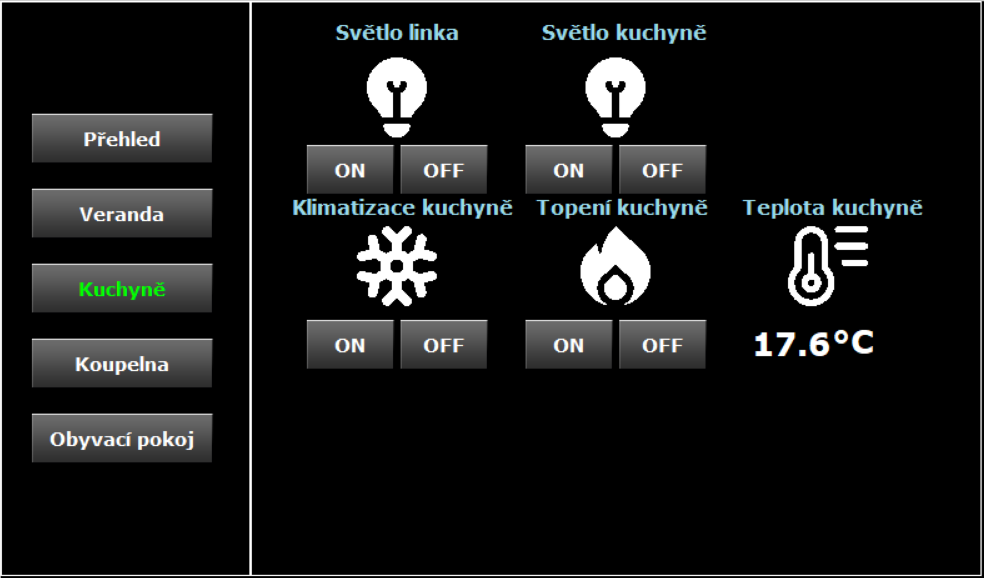 Přehled
Veranda
Kuchyně
Koupelna
Obyvací pokoj
Světlo linka
Světlo kuchyně
ON OFF ON OFF
Klimatizace kuchyně Topení kuchyně Teplota kuchyně
ON OFF ON OFF 17.6°C